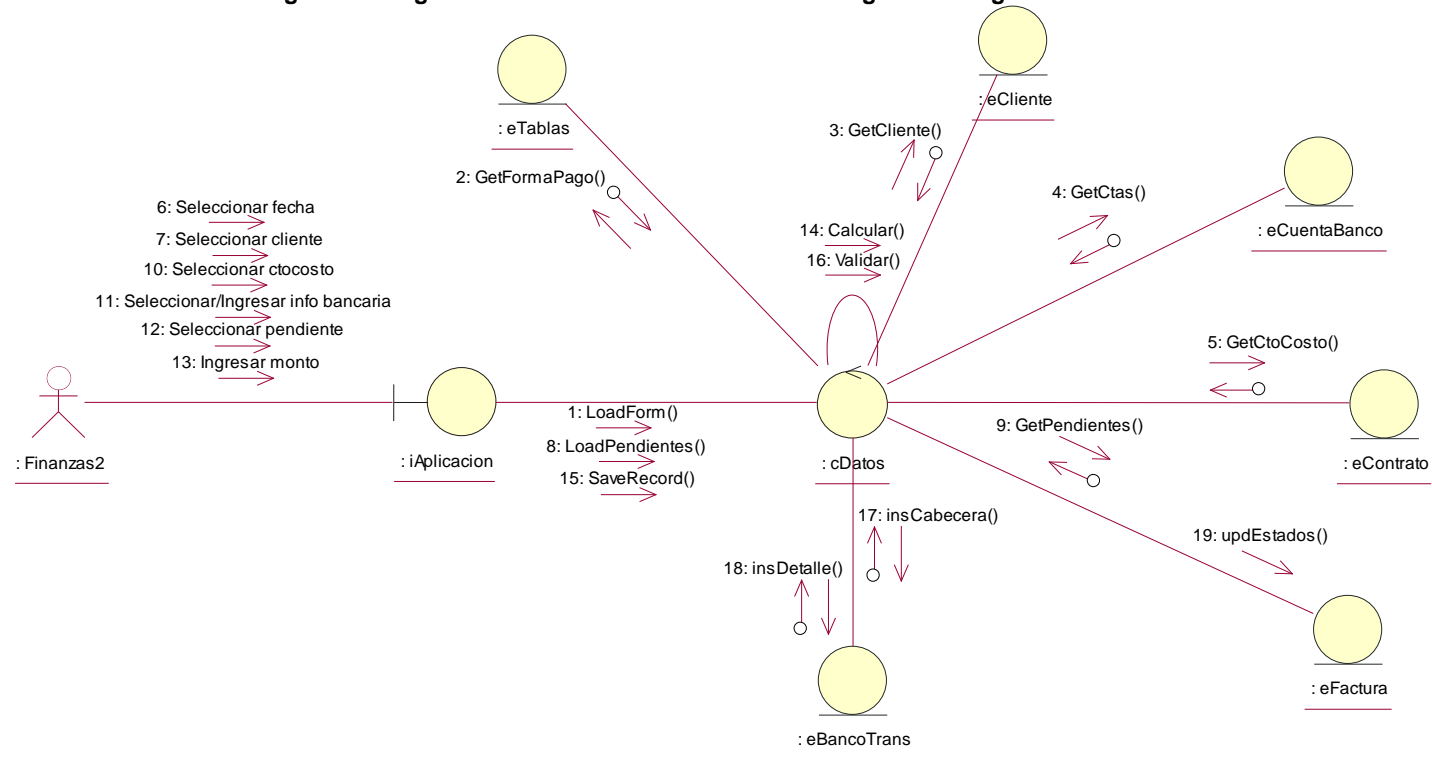 : eTablas
: eCliente
3: GetCliente()
2: GetFormaPago()
4: GetCtas()
: eCuentaBanco
6: Seleccionar fecha
7: Seleccionar cliente
10: Seleccionar ctocosto
11: Seleccionar/Ingresar info bancaria
12: Seleccionar pendiente
13: Ingresar monto
14: Calcular()
16: Validar()
5: GetCtoCosto()
: Finanzas2
: iAplicacion
1: LoadForm()
8: LoadPendientes()
15: SaveRecord()
: cDatos
9: GetPendientes()
: eContrato
17: insCabecera()
18: insDetalle()
19: updEstados()
: eFactura
: eBancoTrans